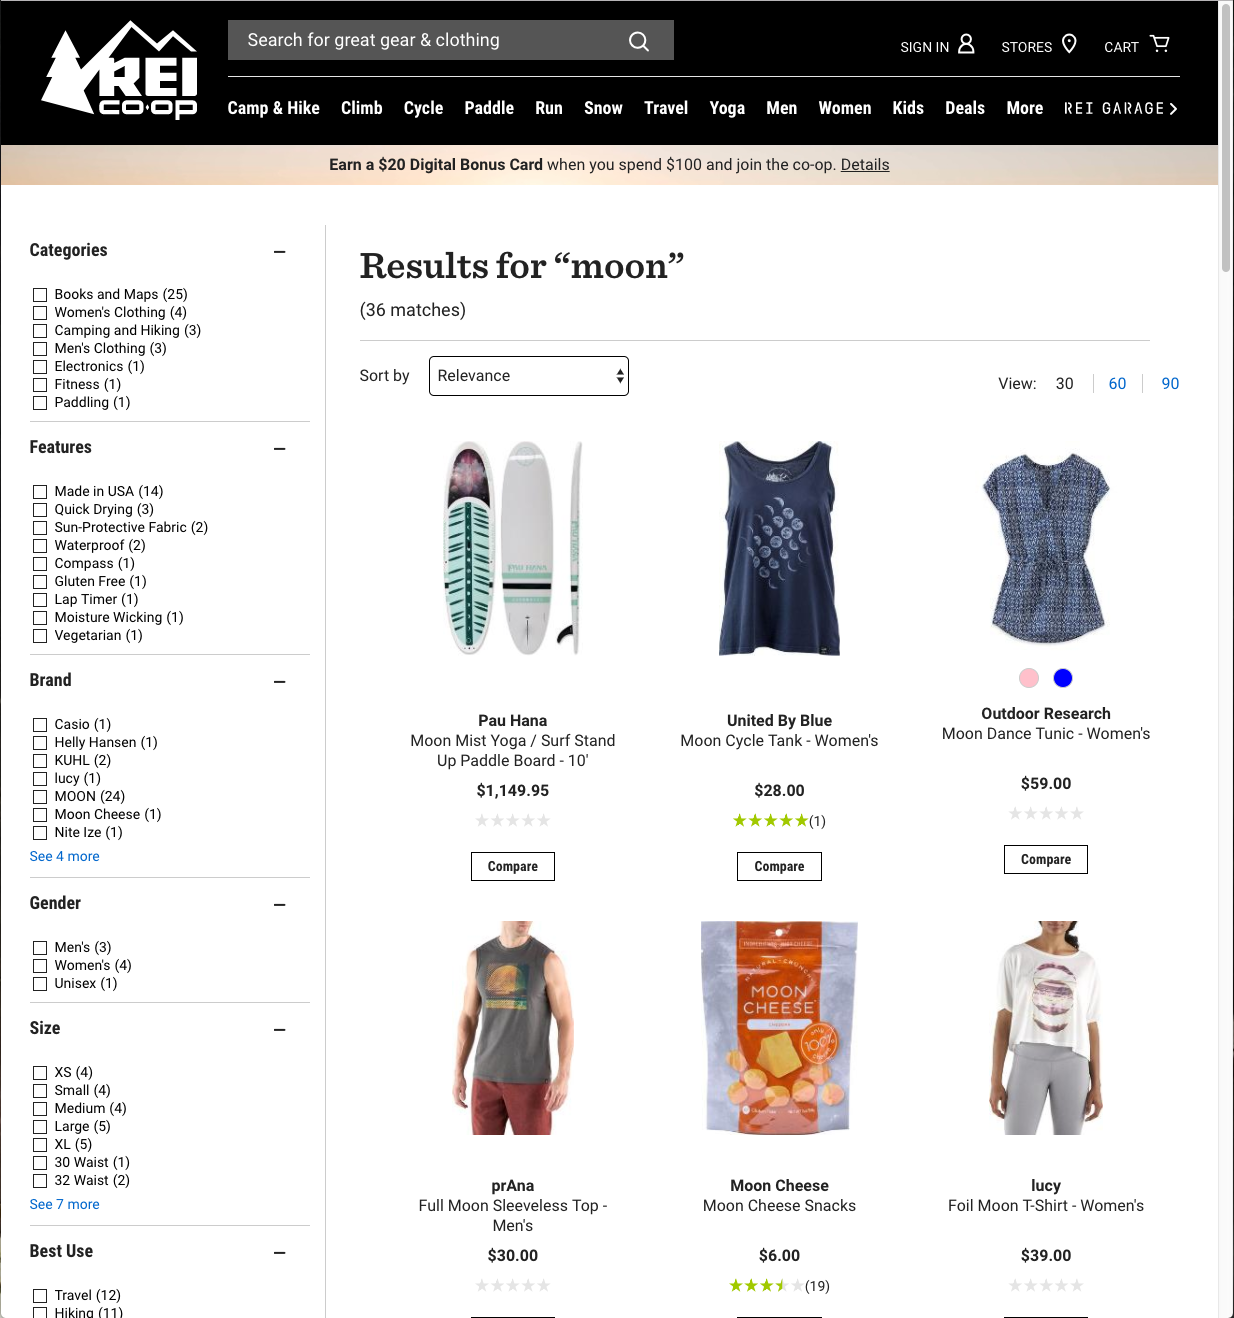 REI
CO·OP
Search for great gear & clothing
SIGN IN
STORES
CART
Camp & Hike Climb Cycle Paddle Run Snow Travel Yoga Men Women Kids Deals More REI GARAGE
Earn a $20 Digital Bonus Card when you spend $100 and join the co-op. Details
Categories
Books and Maps (25)
Women's Clothing (4)
Camping and Hiking (3)
Men's Clothing (3)
Electronics (1)
Fitness (1)
Paddling (1)
Features
Made in USA (14)
Quick Drying (3)
Sun-Protective Fabric (2)
Waterproof (2)
Compass (1)
Gluten Free (1)
Lap Timer (1)
Moisture Wicking (1)
Vegetarian (1)
Brand
Casio (1)
Helly Hansen (1)
KUHL (2)
lucy (1)
MOON (24)
Moon Cheese (1)
Nite Ize (1)
See 4 more
Gender
Men's (3)
Women's (4)
Unisex (1)
Size
XS (4)
Small (4)
Medium (4)
Large (5)
XL (5)
30 Waist (1)
32 Waist (2)
See 7 more
Best Use
Travel (12)
Hiking (11)
Results for “moon”
(36 matches)
Sort by Relevance
View: 30 60 90
PAU HANA
Pau Hana
Moon Mist Yoga / Surf Stand
Up Paddle Board - 10'
$1,149.95
Compare
United By Blue
Moon Cycle Tank - Women's
$28.00
(1)
Compare
Outdoor Research
Moon Dance Tunic - Women's
$59.00
Compare
prAna
Full Moon Sleeveless Top -
Men's
$30.00
NATURAL · CRUNCHY
MOON
CHEESE
only
100%
cheese
Moon Cheese
Moon Cheese Snacks
$6.00
(19)
lucy
Foil Moon T-Shirt - Women's
$39.00